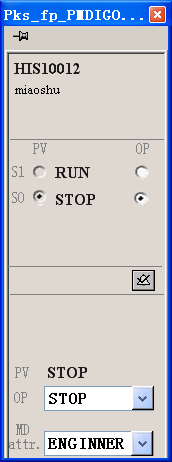 Pks_fp_PMDIGO...
HIS10012
miaoshu
PV OP
S1 RUN
S0 STOP
PV STOP
OP STOP
MD
attr. ENGINNER